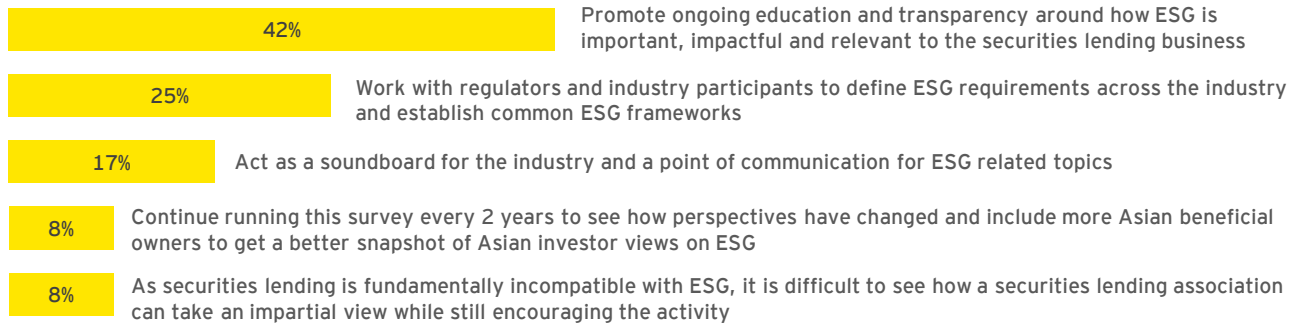 42%
Promote ongoing education and transparency around how ESG is
important, impactful and relevant to the securities lending business
25%
Work with regulators and industry participants to define ESG requirements across the industry
and establish common ESG frameworks
17%
Act as a soundboard for the industry and a point of communication for ESG related topics
8%
Continue running this survey every 2 years to see how perspectives have changed and include more Asian beneficial
owners to get a better snapshot of Asian investor views on ESG
8%
As securities lending is fundamentally incompatible with ESG, it is difficult to see how a securities lending association
can take an impartial view while still encouraging the activity